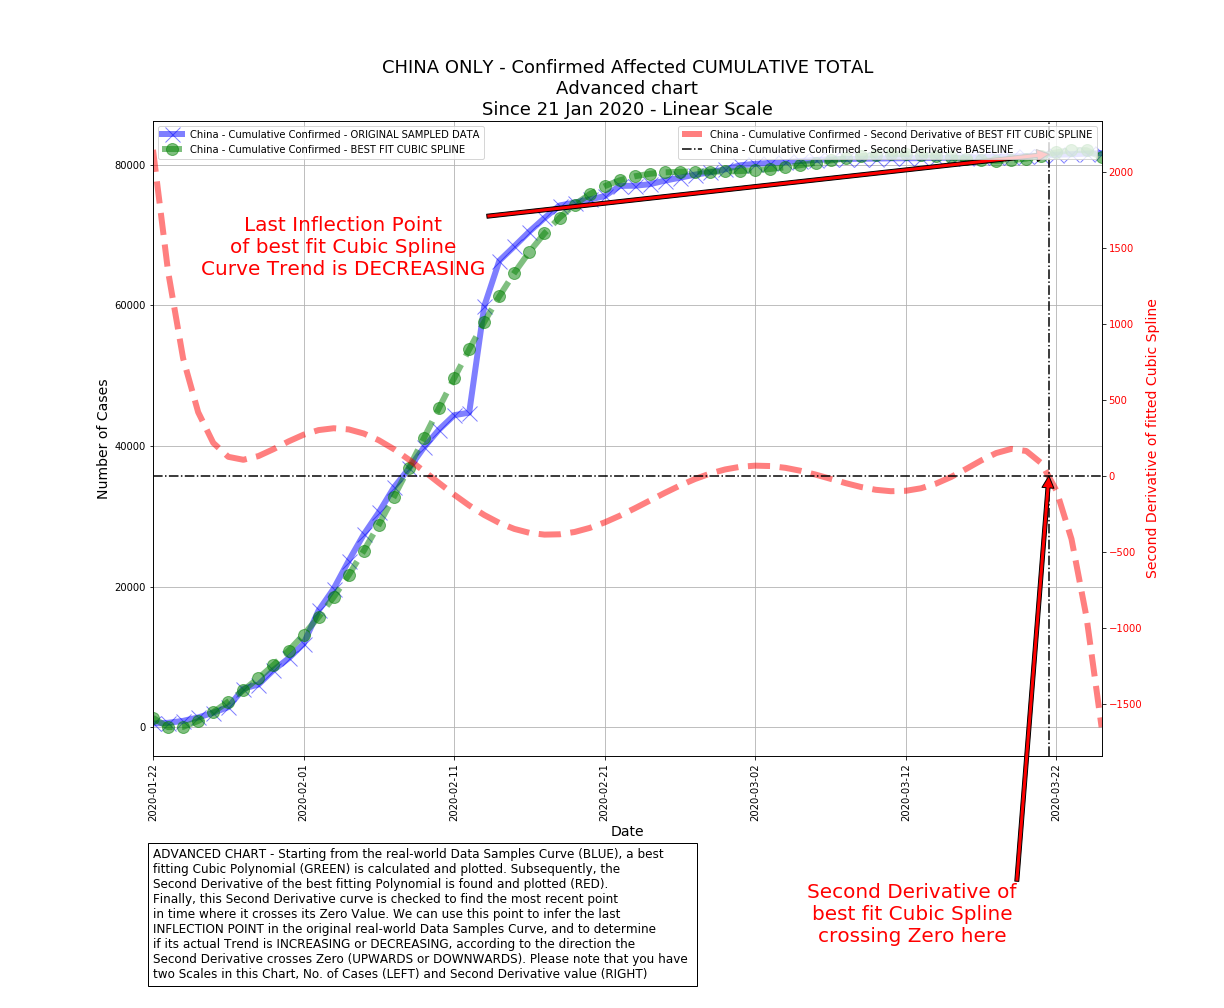 CHINA ONLY - Confirmed Affected CUMULATIVE TOTAL
Advanced chart
Since 21 Jan 2020 - Linear Scale
China - Cumulative Confirmed - ORIGINAL SAMPLED DATA
China - Cumulative Confirmed - BEST FIT CUBIC SPLINE
China - Cumulative Confirmed - Second Derivative of BEST FIT CUBIC SPLINE
China - Cumulative Confirmed - Second Derivative BASELINE
Last Inflection Point
of best fit Cubic Spline
Curve Trend is DECREASING
Number of Cases
80000
60000
40000
20000
0
Second Derivative of fitted Cubic Spline
2000
1500
1000
500
0
−500
−1000
−1500
2020-01-22
2020-02-01
2020-02-11
2020-02-21
2020-03-02
2020-03-12
2020-03-22
Date
ADVANCED CHART - Starting from the real-world Data Samples Curve (BLUE), a best
fitting Cubic Polynomial (GREEN) is calculated and plotted. Subsequently, the
Second Derivative of the best fitting Polynomial is found and plotted (RED).
Finally, this Second Derivative curve is checked to find the most recent point
in time where it crosses its Zero Value. We can use this point to infer the last
INFLECTION POINT in the original real-world Data Samples Curve, and to determine
if its actual Trend is INCREASING or DECREASING, according to the direction the
Second Derivative crosses Zero (UPWARDS or DOWNWARDS). Please note that you have
two Scales in this Chart, No. of Cases (LEFT) and Second Derivative value (RIGHT)
Second Derivative of
best fit Cubic Spline
crossing Zero here